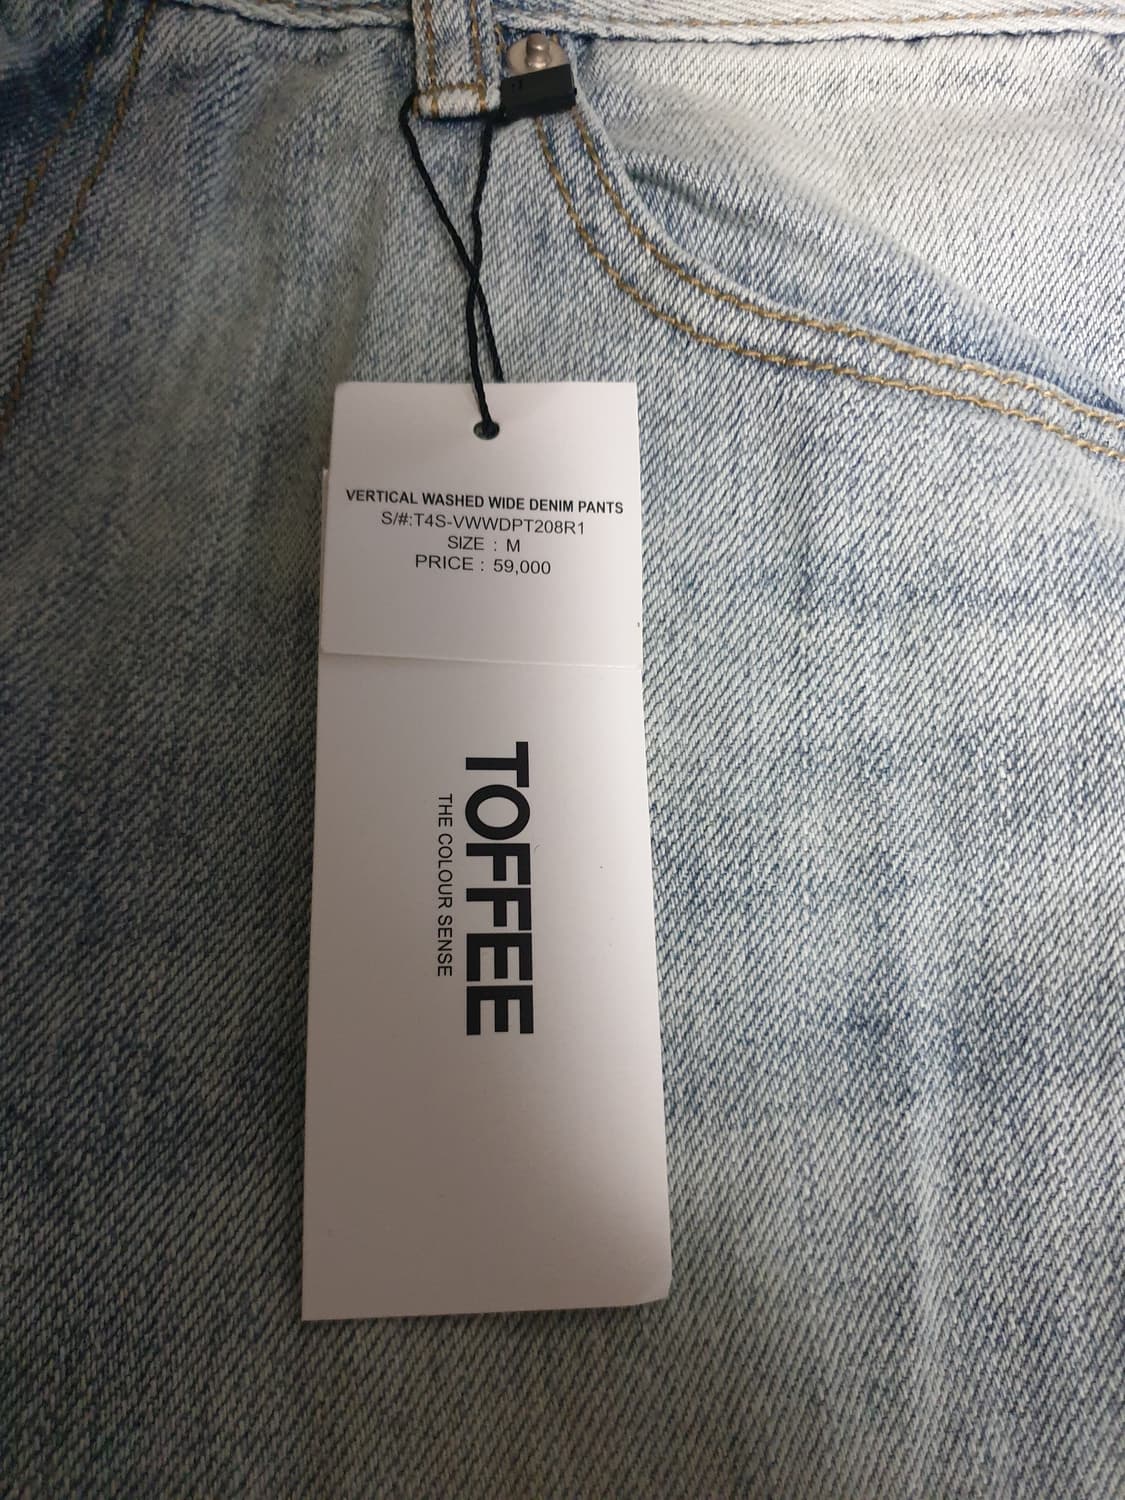 VERTICAL WASHED WIDE DENIM PANTS
S/#:T4S-VWWDPT208R1
SIZE : M
PRICE : 59,000
TOFFEE
THE COLOUR SENSE